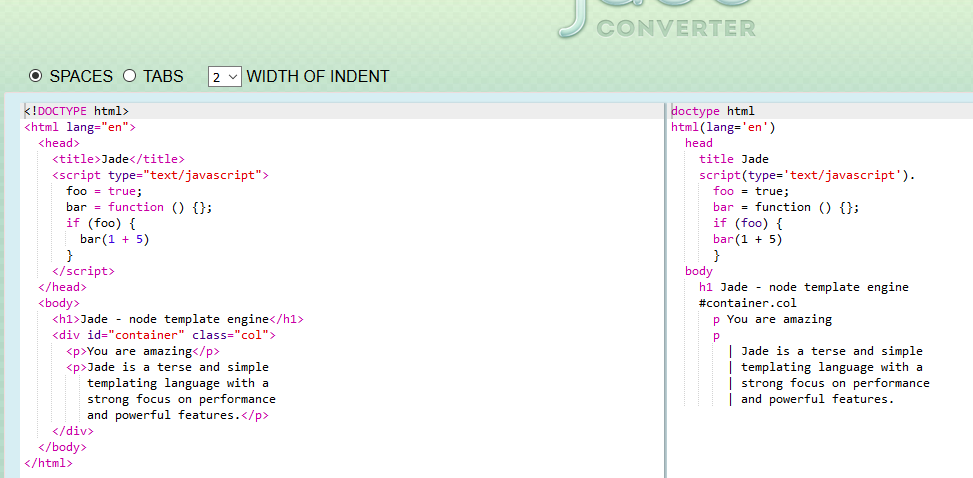 CONVERTER
SPACES TABS 2 WIDTH OF INDENT
<!DOCTYPE html>
<html lang="en">
<head>
<title>Jade</title>
<script type="text/javascript">
foo = true;
bar = function () {};
if (foo) {
bar(1 + 5)
}
</script>
</head>
<body>
<h1>Jade - node template engine</h1>
<div id="container" class="col">
<p>You are amazing</p>
<p>Jade is a terse and simple
templating language with a
strong focus on performance
and powerful features.</p>
</div>
</body>
</html>
doctype html
html(lang='en')
head
title Jade
script(type='text/javascript').
foo = true;
bar = function () {};
if (foo) {
bar(1 + 5)
}
body
h1 Jade - node template engine
#container.col
p You are amazing
p
| Jade is a terse and simple
| templating language with a
| strong focus on performance
| and powerful features.